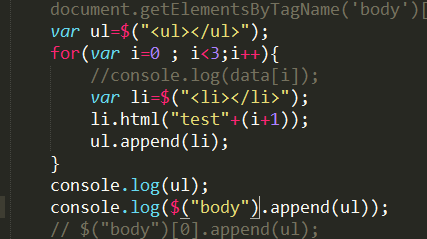 document.getElementsByTagName('body')[
var ul=$("<ul></ul>");
for(var i=0 ; i<3;i++){
//console.log(data[i]);
var li=$("<li></li>");
li.html("test"+(i+1));
ul.append(li);
}
console.log(ul);
console.log($("body").append(ul));
// $("body")[0].append(ul);